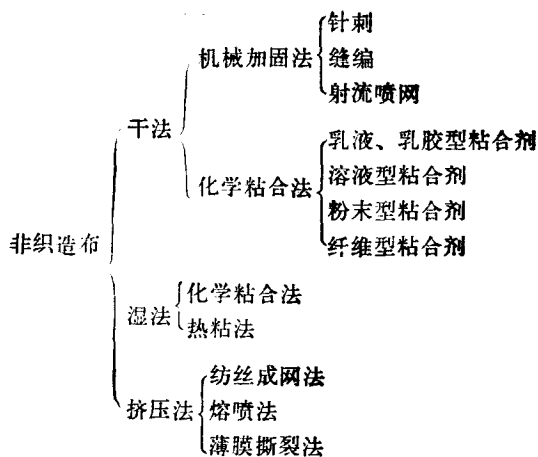 针刺
机械加固法
缝编
射流喷网
干法
乳液、乳胶型粘合剂
溶液型粘合剂
化学粘合法
粉末型粘合剂
纤维型粘合剂
非织造布
化学粘合法
湿法
热粘法
纺丝成网法
挤压法
熔喷法
薄膜撕裂法